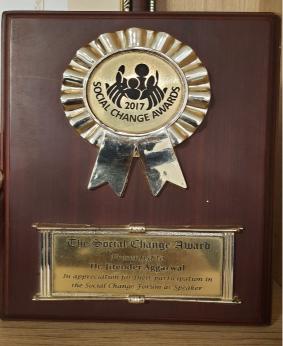 SOCIAL CHANGE AWARDS
2017
The Social Change Award
Presented to
Dr. Jitender Aggarwal
In appreciation for their participation in
the Social Change Forum as Speaker